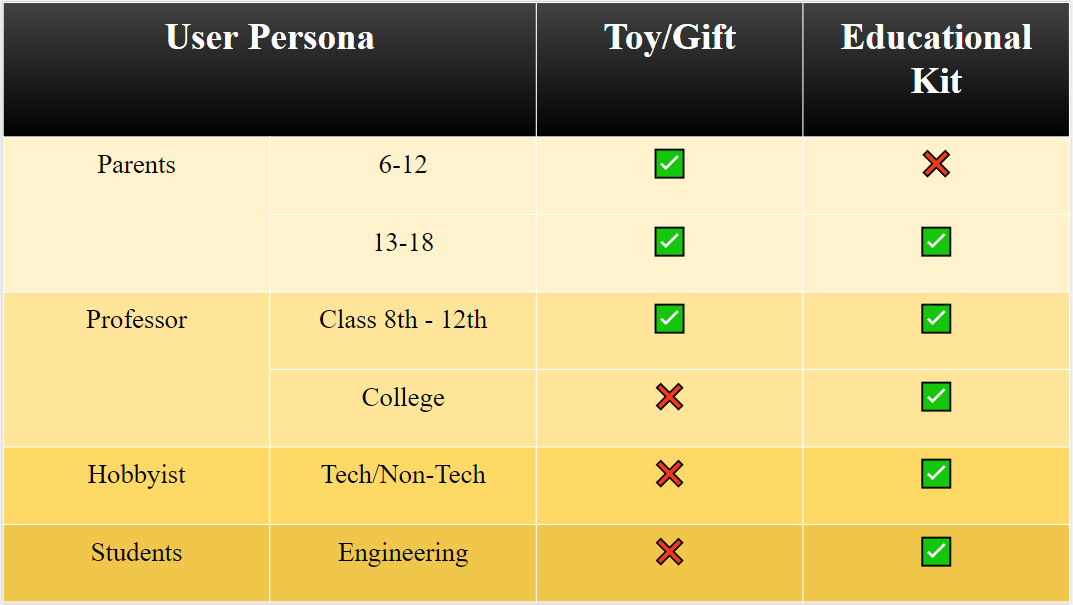 User Persona
Toy/Gift
Educational
Kit
Parents
6-12
13-18
Professor
Class 8th - 12th
College
Hobbyist
Tech/Non-Tech
Students
Engineering